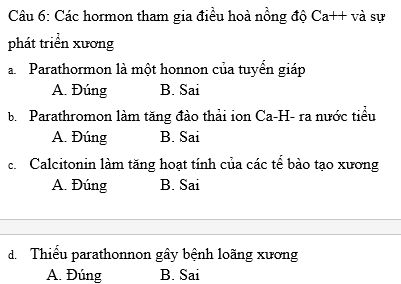 Câu 6: Các hormon tham gia điều hoà nồng độ Ca++ và sự
phát triển xương
a. Parathormon là một honnon của tuyến giáp
A. Đúng B. Sai
b. Parathromon làm tăng đào thải ion Ca-H- ra nước tiểu
A. Đúng B. Sai
c. Calcitonin làm tăng hoạt tính của các tế bào tạo xương
A. Đúng B. Sai
d. Thiếu parathonnon gây bệnh loãng xương
A. Đúng B. Sai